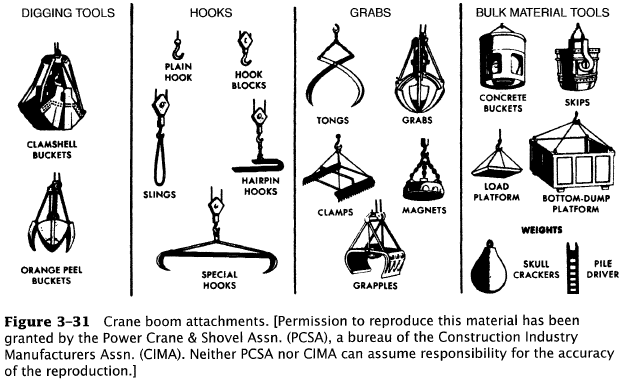 DIGGING TOOLS
CLAMSHELL
BUCKETS
ORANGE PEEL
BUCKETS
HOOKS
PLAIN
HOOK
HOOK
BLOCKS
SLINGS
HAIRPIN
HOOKS
SPECIAL
HOOKS
GRABS
TONGS
GRABS
CLAMPS
MAGNETS
GRAPPLES
BULK MATERIAL TOOLS
CONCRETE
BUCKETS
SKIPS
LOAD
PLATFORM
BOTTOM-DUMP
PLATFORM
WEIGHTS
SKULL
CRACKERS
PILE
DRIVER
Figure 3–31 Crane boom attachments. [Permission to reproduce this material has been
granted by the Power Crane & Shovel Assn. (PCSA), a bureau of the Construction Industry
Manufacturers Assn. (CIMA). Neither PCSA nor CIMA can assume responsibility for the accuracy
of the reproduction.]